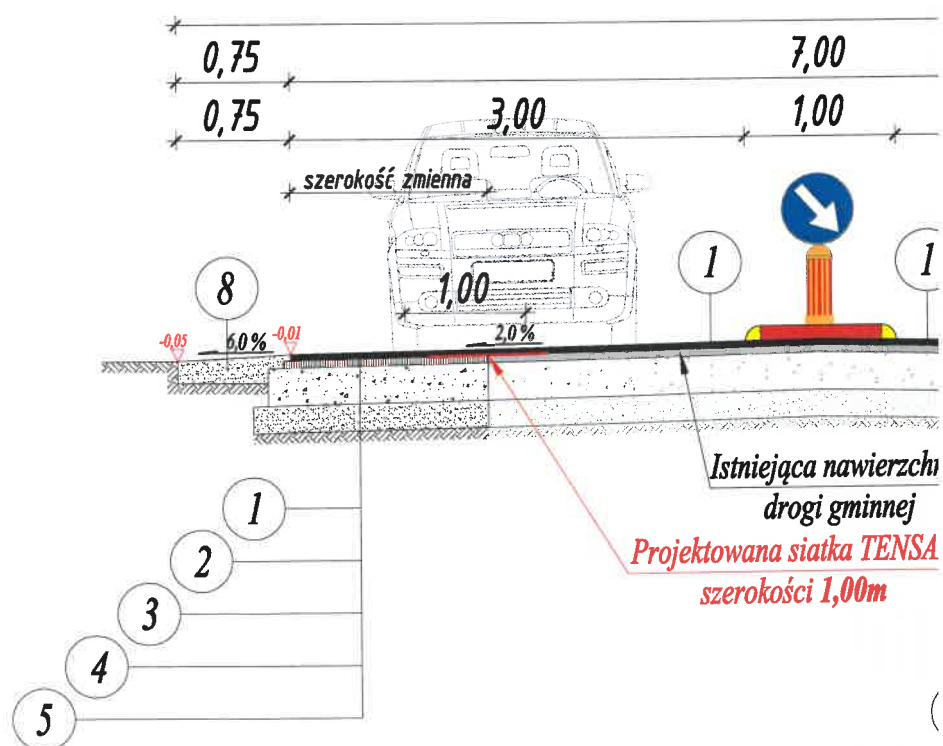 0,75 7,00
0,75 3,00 1,00
szerokość zmienna
1 1
8
1,00
-0,05 6,0 % -0,01 2,0 %
Istniejąca
drogi gminnej
1
Projektowana siatka
2
szerokości 1,00m
3
4
5